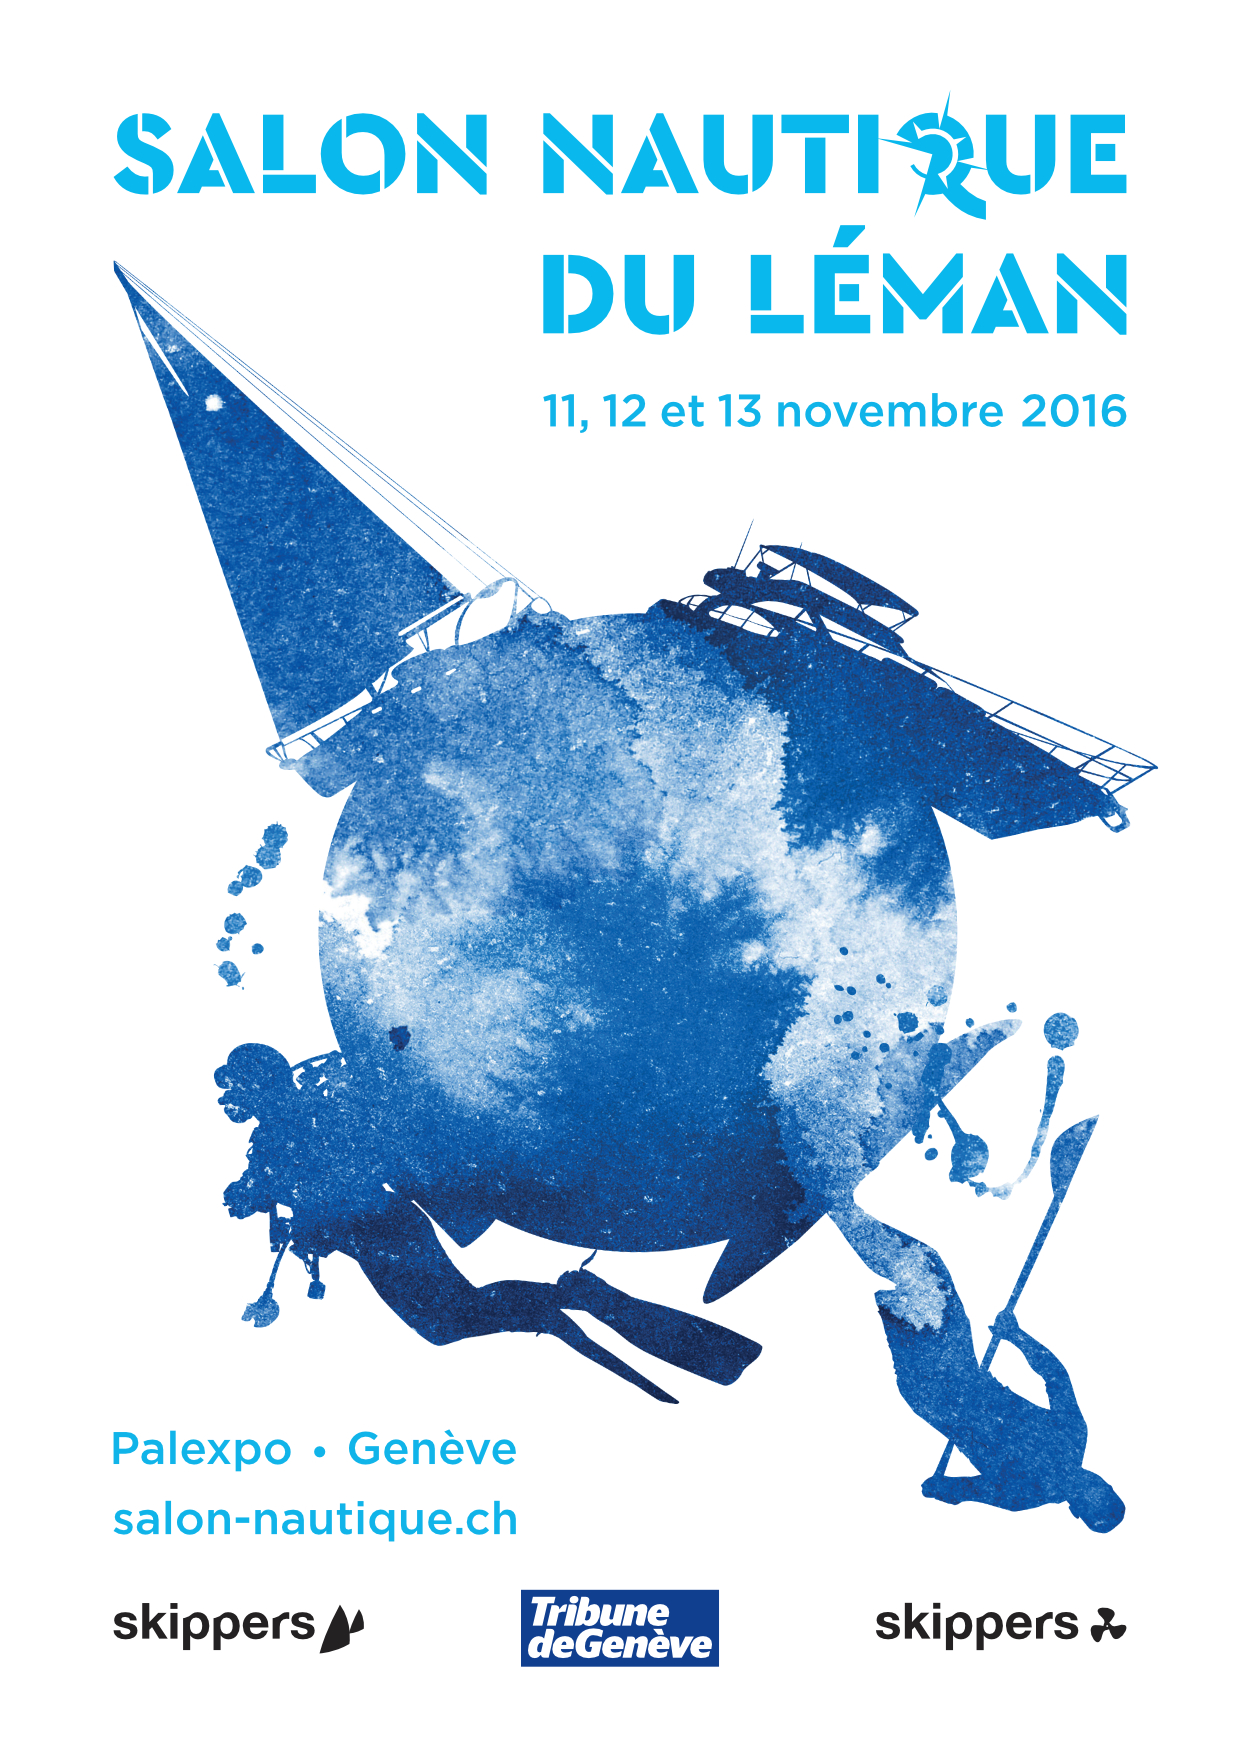 SALON NAUTIQUE
DU LÉMAN
11, 12 et 13 novembre 2016
Palexpo • Genève
salon-nautique.ch
skippers
Tribune
deGenève
skippers